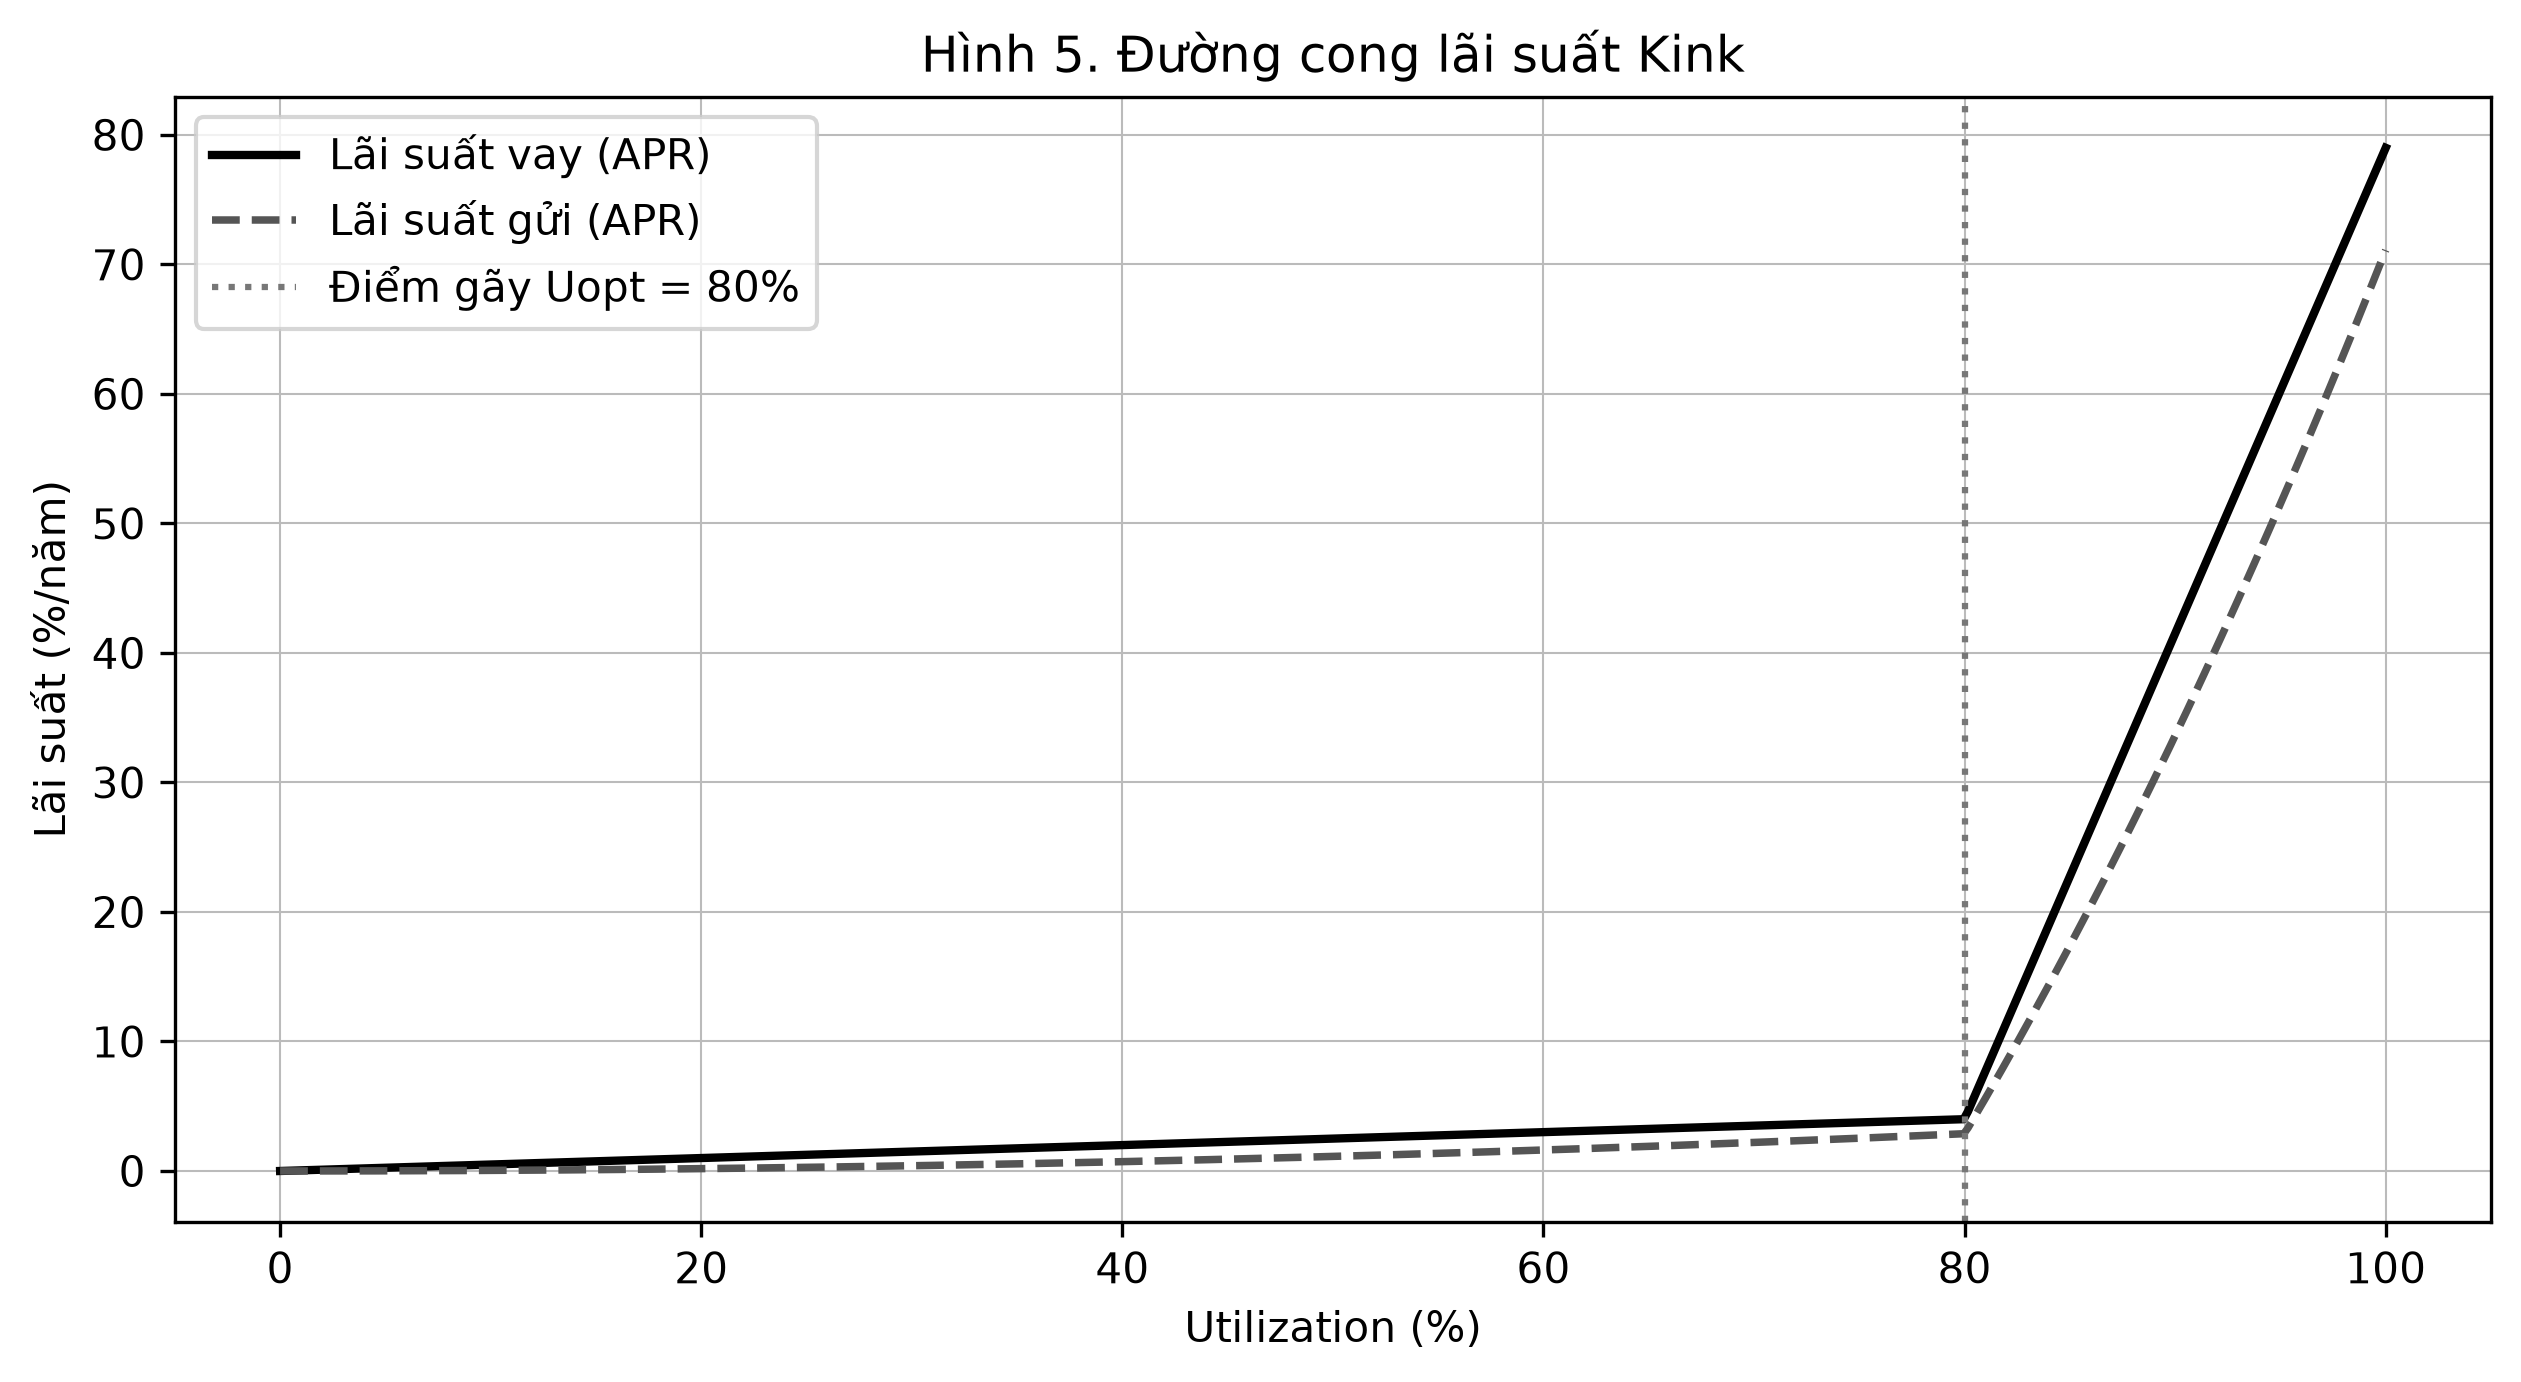 Hình 5. Đường cong lãi suất Kink
Lãi suất vay (APR)
Lãi suất gửi (APR)
Điểm gãy Uopt = 80%
Lãi suất (%/năm)
80
70
60
50
40
30
20
10
0
0 20 40 60 80 100
Utilization (%)